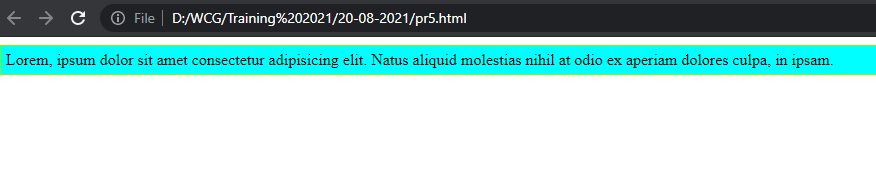 File D:/WCG/Training%202021/20-08-2021/pr5.html
Lorem, ipsum dolor sit amet consectetur adipisicing elit. Natus aliquid molestias nihil at odio ex aperiam dolores culpa, in ipsam.